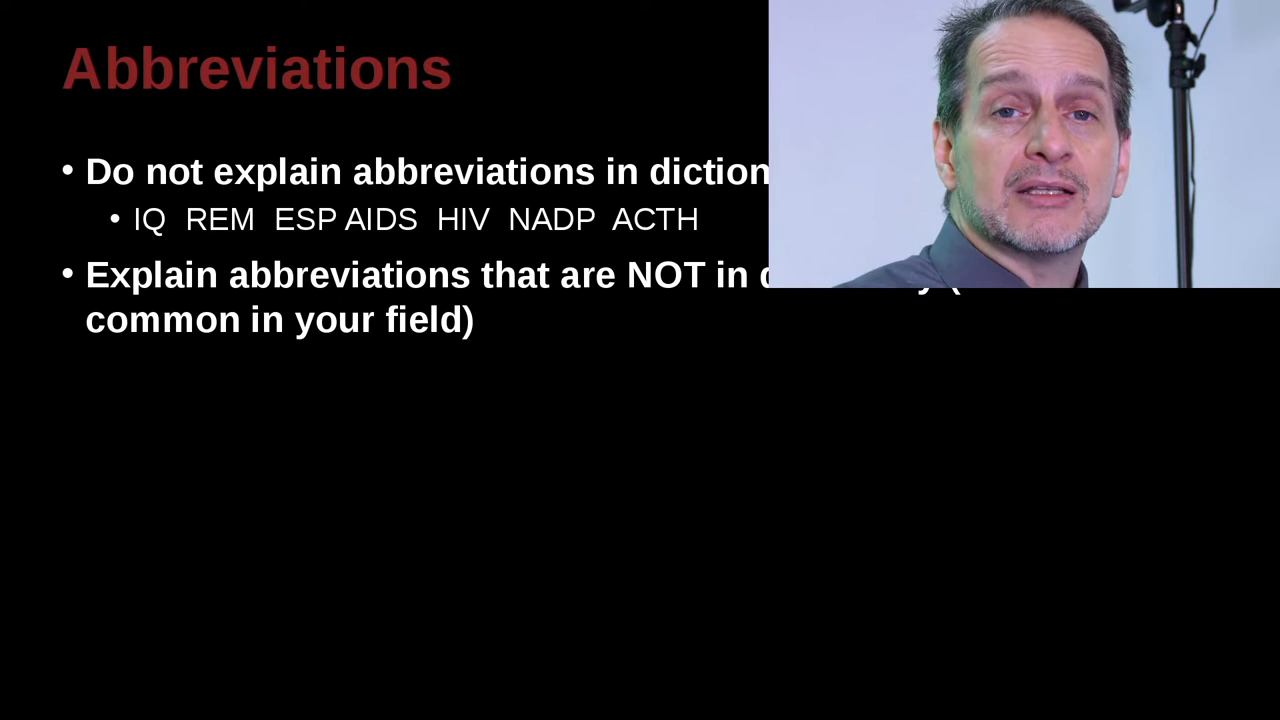 Abbreviations
• Do not explain abbreviations in diction
• IQ REM ESP AIDS HIV NADP ACTH
• Explain abbreviations that are NOT in
common in your field)